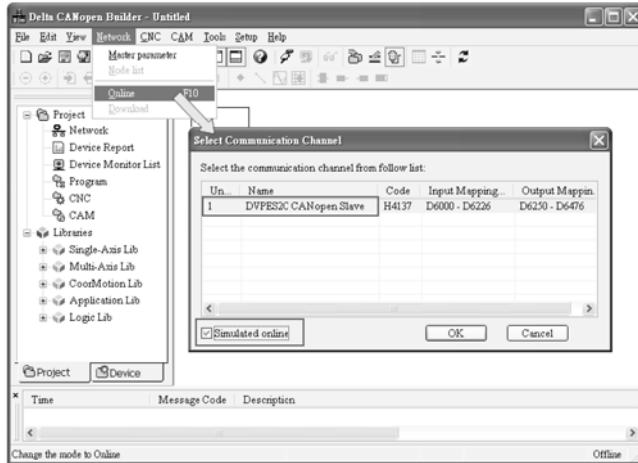 Delta CANopen Builder - Untitled
File Edit View Network CNC CAM Tools Setup Help
Master parameter
Node list
Online F10
Download
Project
Network
Device Report
Device Monitor List
Program
CNC
CAM
Libraries
Single-Axis Lib
Multi-Axis Lib
CoorMotion Lib
Application Lib
Logic Lib
Select Communication Channel
Select the communication channel from follow list:
Un... Name Code Input Mapping... Output Mappin
1 DVPES2C CANopen Slave H4137 D6000 - D6226 D6250 - D6476
Simulated online
OK Cancel
Project Device
Time Message Code Description
Change the mode to Online Offline